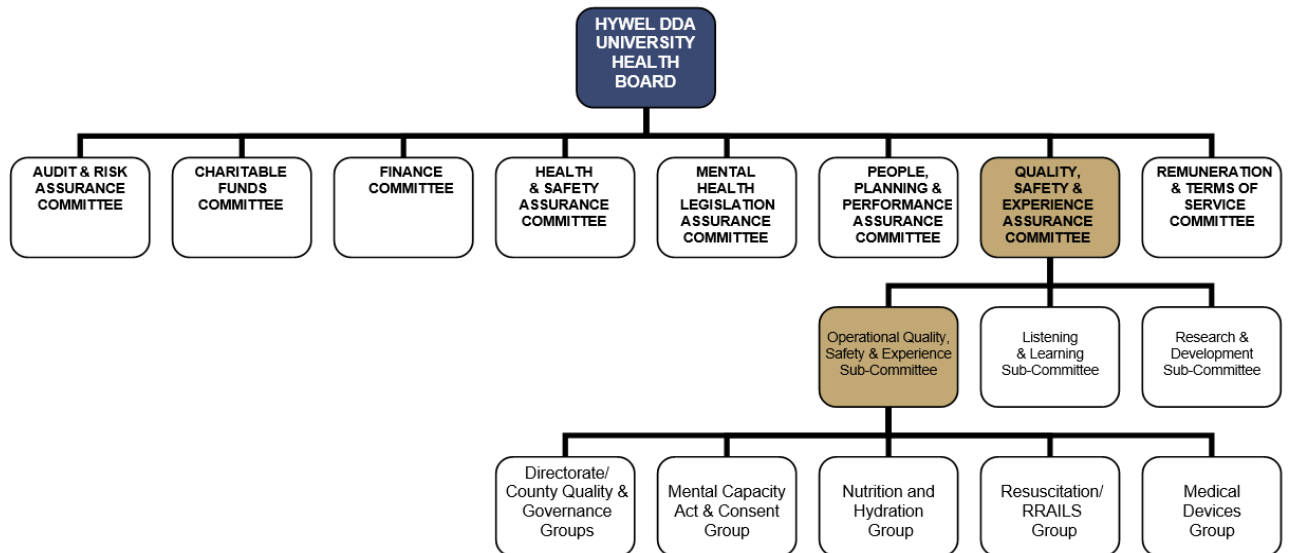 HYWEL DDA
UNIVERSITY
HEALTH
BOARD
AUDIT & RISK
ASSURANCE
COMMITTEE
CHARITABLE
FUNDS
COMMITTEE
FINANCE
COMMITTEE
HEALTH
& SAFETY
ASSURANCE
COMMITTEE
MENTAL
HEALTH
LEGISLATION
ASSURANCE
COMMITTEE
PEOPLE,
PLANNING &
PERFORMANCE
ASSURANCE
COMMITTEE
QUALITY,
SAFETY &
EXPERIENCE
ASSURANCE
COMMITTEE
REMUNERATION
& TERMS OF
SERVICE
COMMITTEE
Operational Quality,
Safety & Experience
Sub-Committee
Listening
& Learning
Sub-Committee
Research &
Development
Sub-Committee
Directorate/
County Quality &
Governance
Groups
Mental Capacity
Act & Consent
Group
Nutrition and
Hydration
Group
Resuscitation/
RRAILS
Group
Medical
Devices
Group